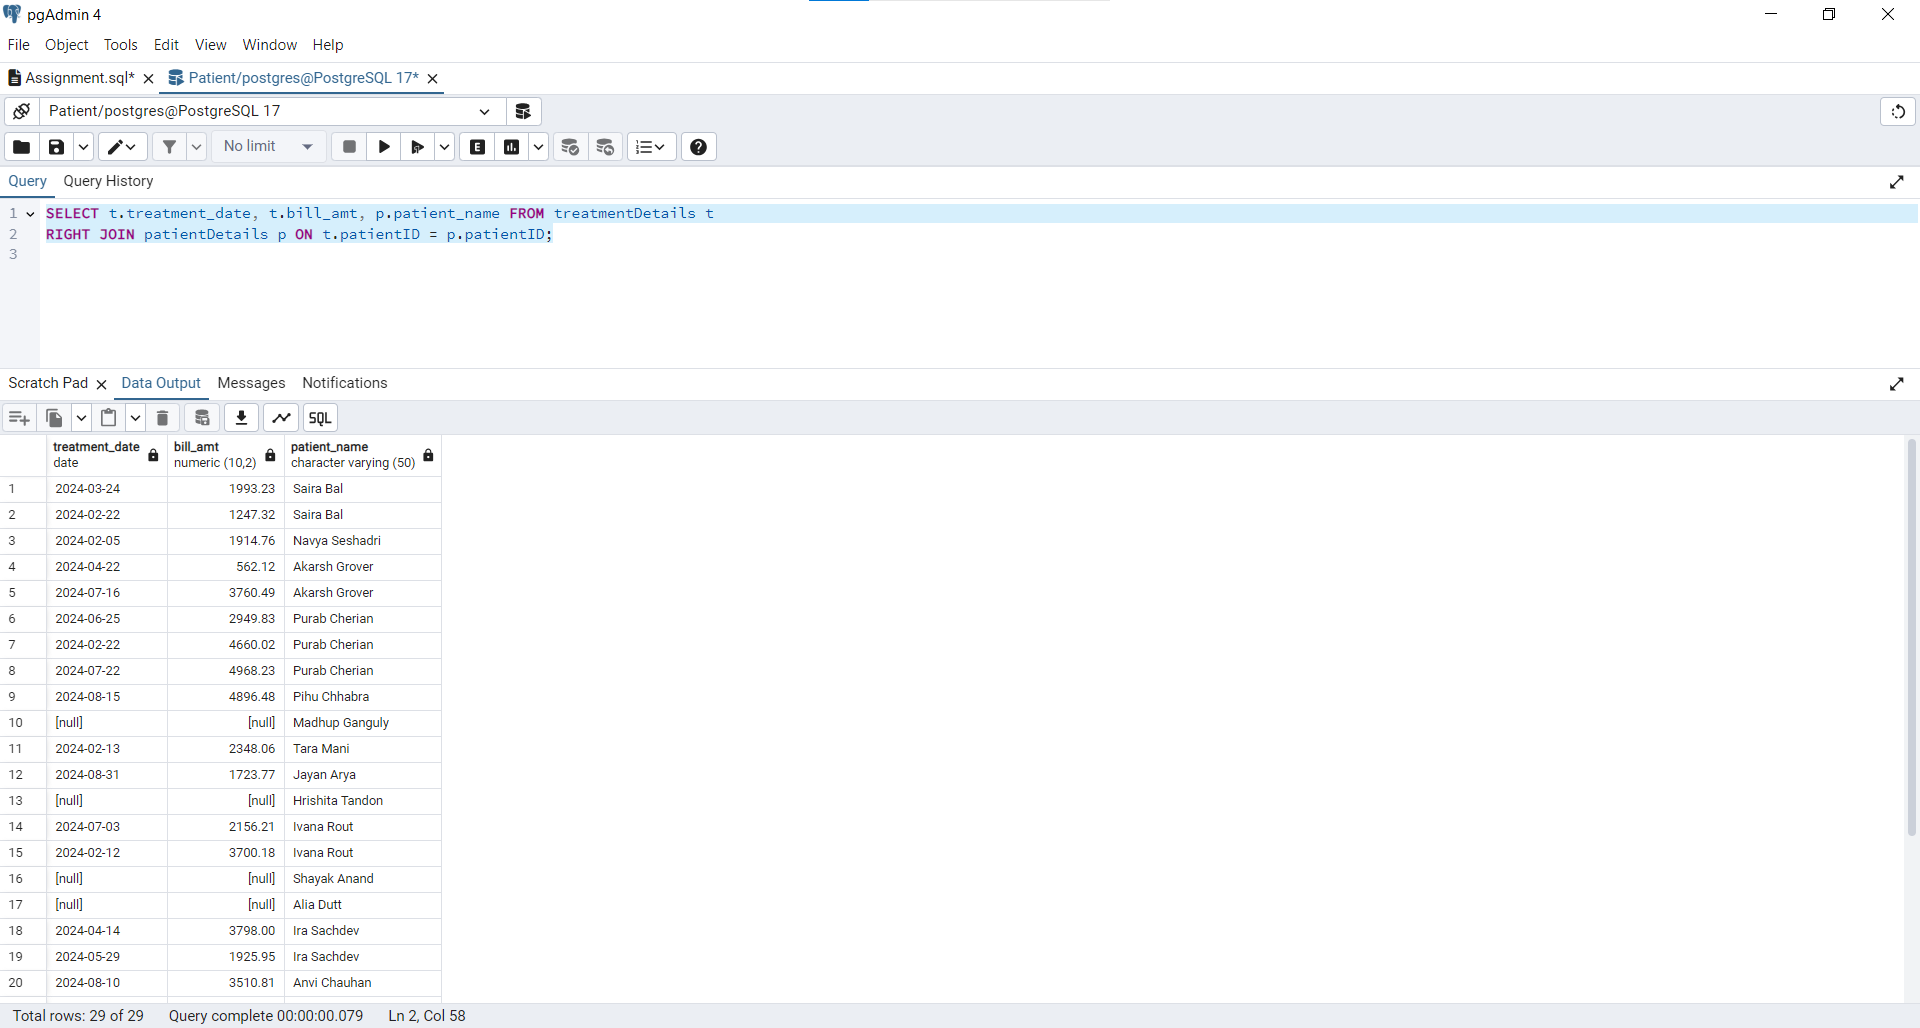 pgAdmin 4
File Object Tools Edit View Window Help
Assignment.sql* Patient/postgres@PostgreSQL 17*
Patient/postgres@PostgreSQL 17
No limit E
Query Query History
1 SELECT t.treatment_date, t.bill_amt, p.patient_name FROM treatmentDetails t
2 RIGHT JOIN patientDetails p ON t.patientID = p.patientID;
3
Scratch Pad Data Output Messages Notifications
SQL
treatment_date bill_amt patient_name
date numeric (10,2) character varying (50)
1 2024-03-24 1993.23 Saira Bal
2 2024-02-22 1247.32 Saira Bal
3 2024-02-05 1914.76 Navya Seshadri
4 2024-04-22 562.12 Akarsh Grover
5 2024-07-16 3760.49 Akarsh Grover
6 2024-06-25 2949.83 Purab Cherian
7 2024-02-22 4660.02 Purab Cherian
8 2024-07-22 4968.23 Purab Cherian
9 2024-08-15 4896.48 Pihu Chhabra
10 [null] [null] Madhup Ganguly
11 2024-02-13 2348.06 Tara Mani
12 2024-08-31 1723.77 Jayan Arya
13 [null] [null] Hrishita Tandon
14 2024-07-03 2156.21 Ivana Rout
15 2024-02-12 3700.18 Ivana Rout
16 [null] [null] Shayak Anand
17 [null] [null] Alia Dutt
18 2024-04-14 3798.00 Ira Sachdev
19 2024-05-29 1925.95 Ira Sachdev
20 2024-08-10 3510.81 Anvi Chauhan
Total rows: 29 of 29 Query complete 00:00:00.079 Ln 2, Col 58